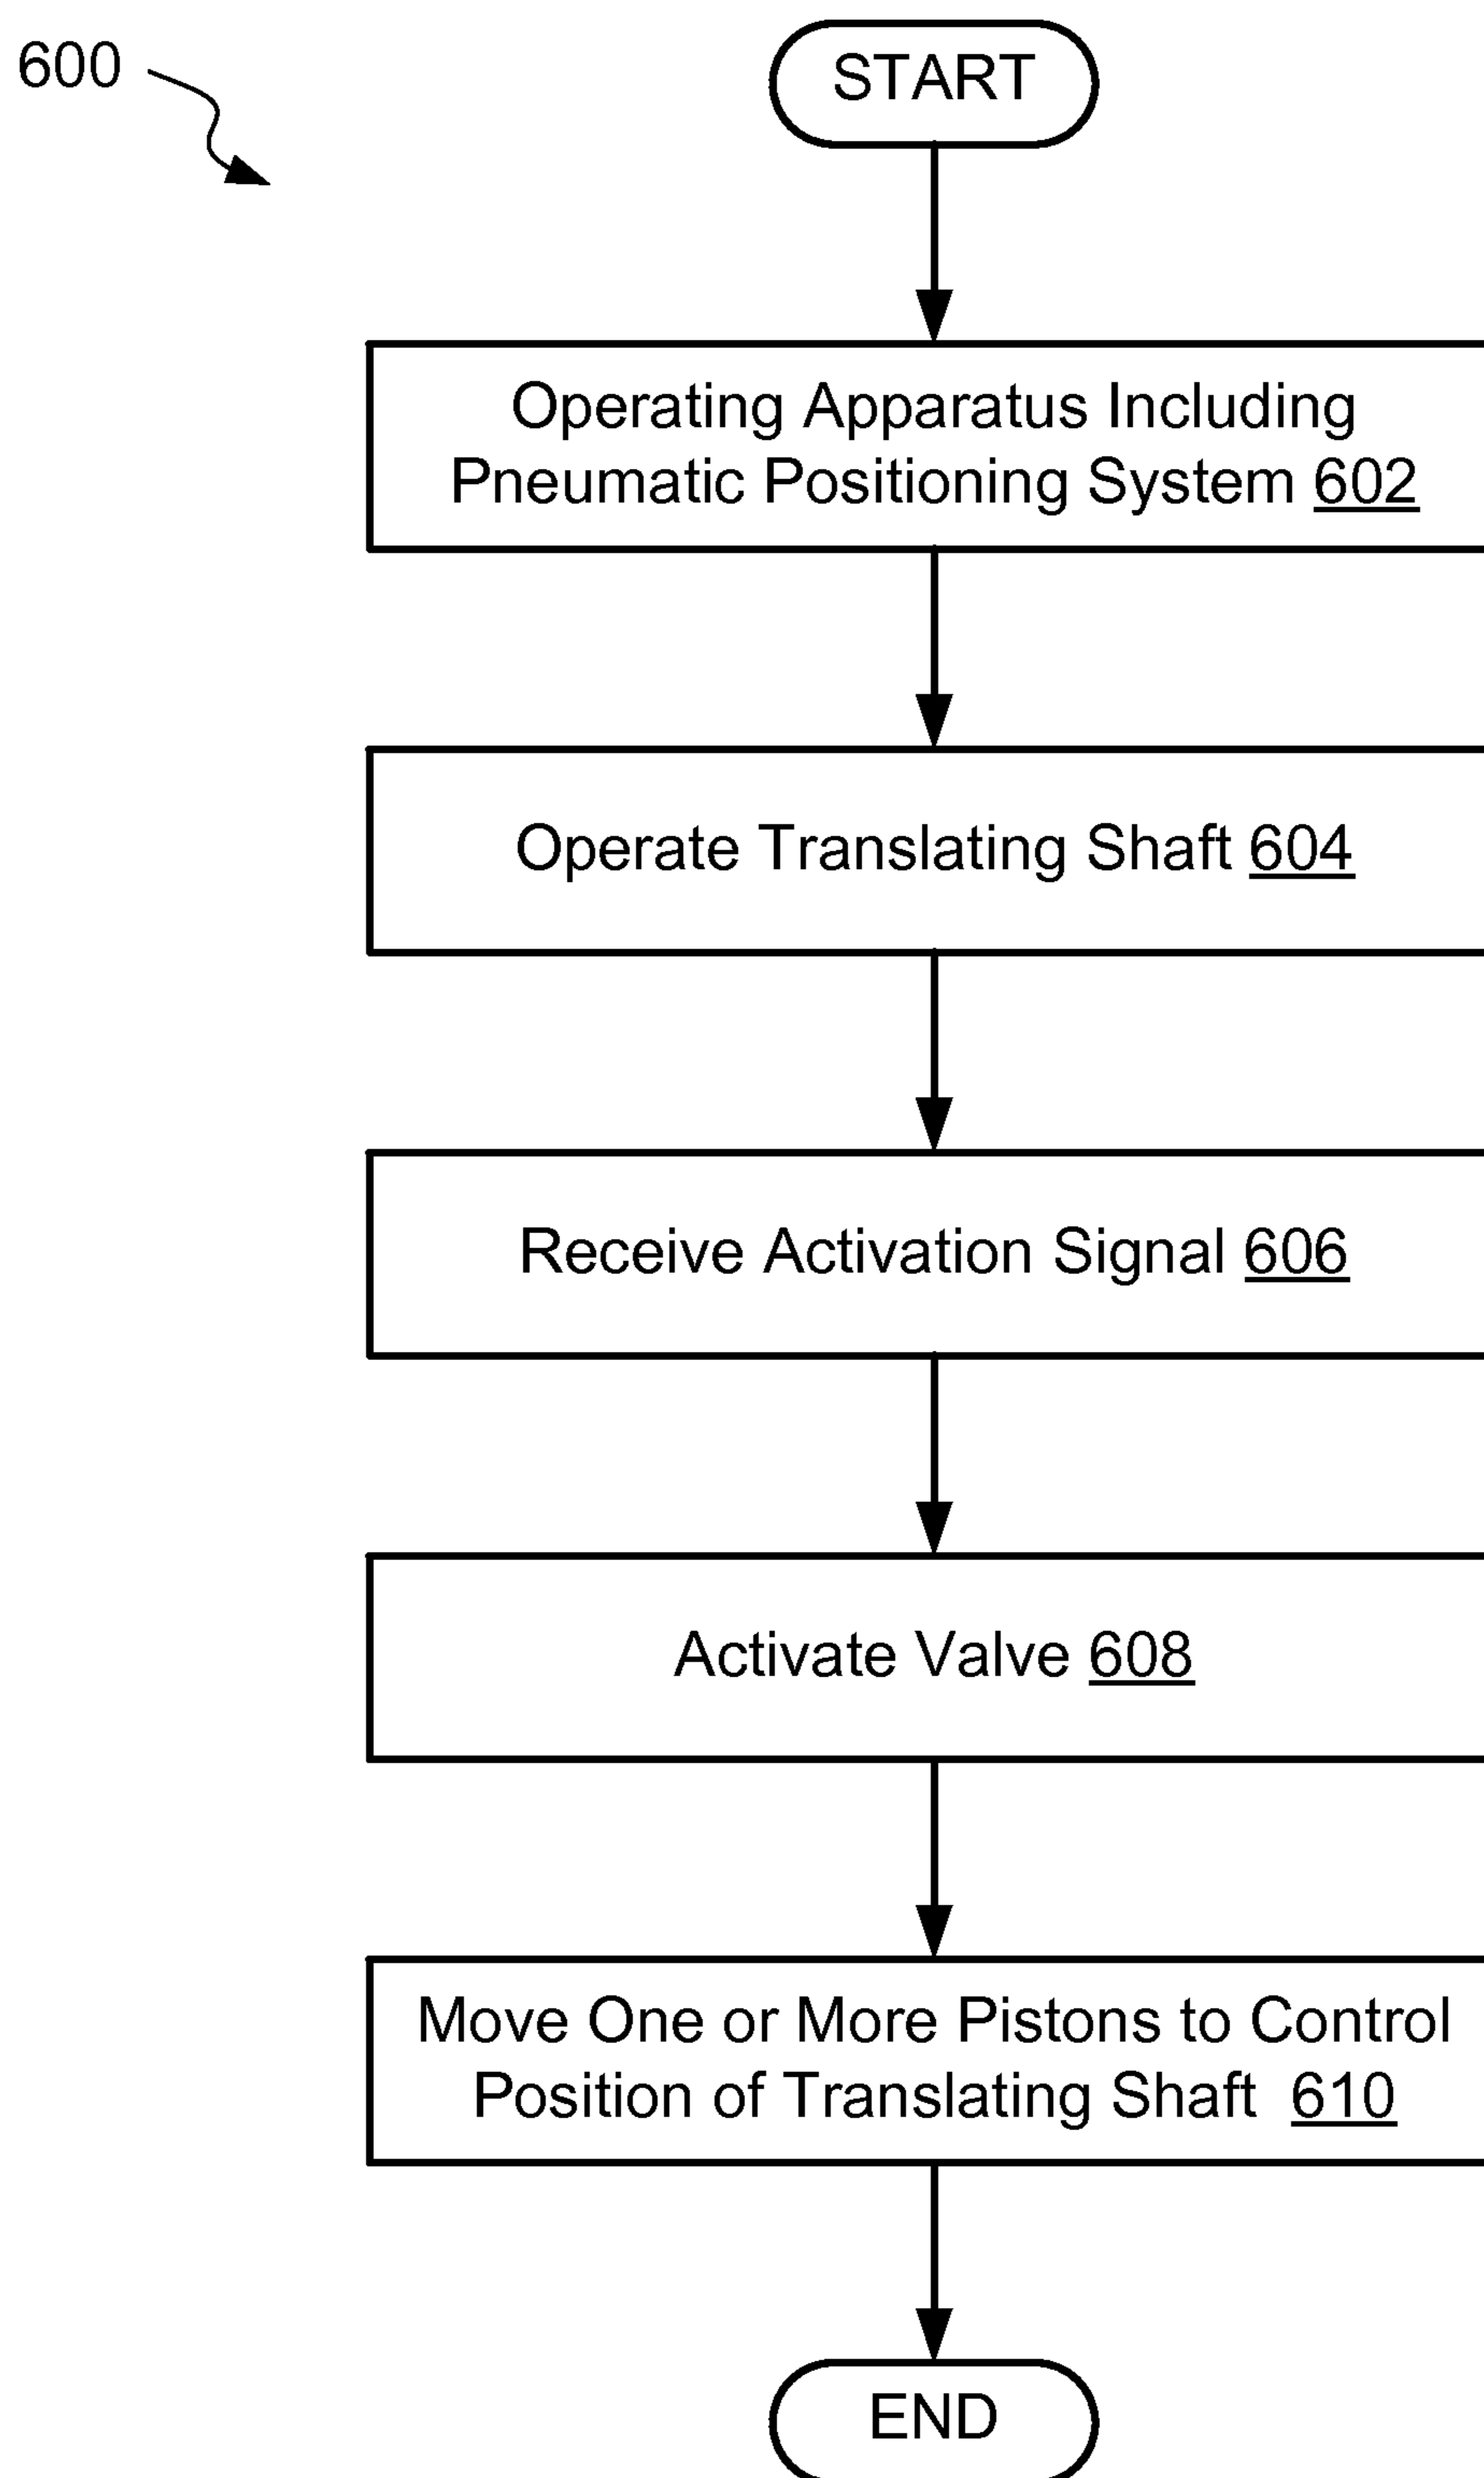 600
START
Operating Apparatus Including
Pneumatic Positioning System 602
Operate Translating Shaft 604
Receive Activation Signal 606
Activate Valve 608
Move One or More Pistons to Control
Position of Translating Shaft 610
END